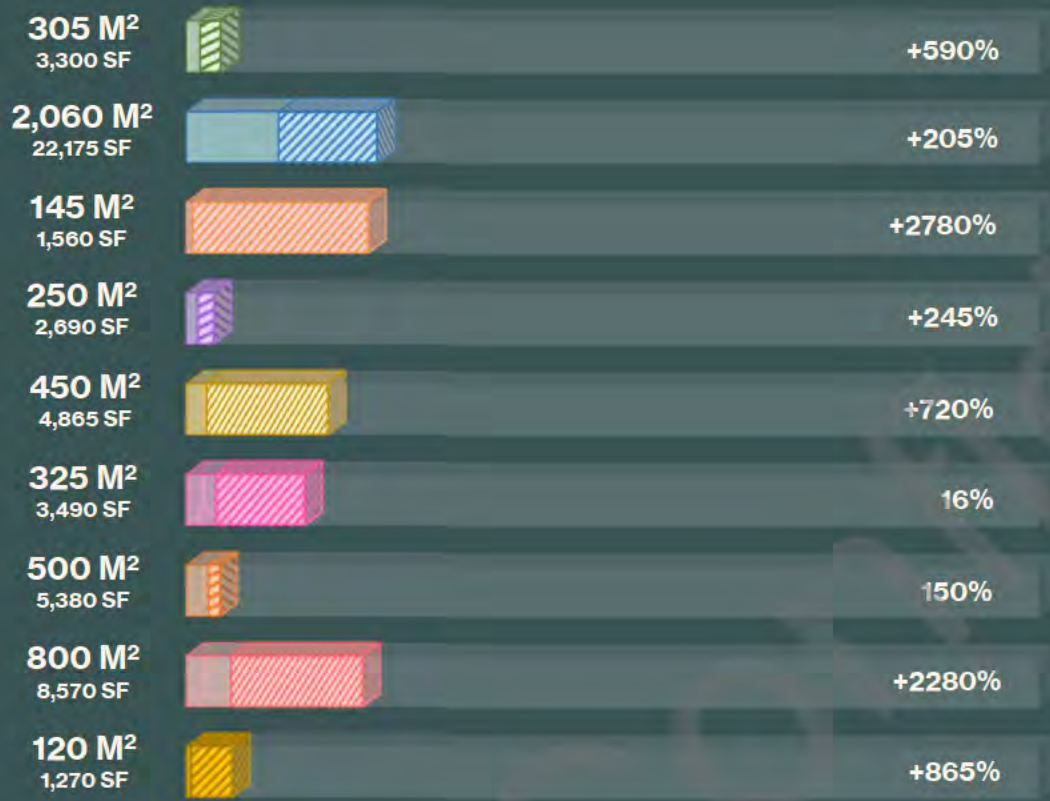 305 M²
3,300 SF
+590%
2,060 M²
22,175 SF
+205%
145 M²
1,560 SF
+2780%
250 M²
2,690 SF
+245%
450 M²
4,865 SF
+720%
325 M²
3,490 SF
16%
500 M²
5,380 SF
150%
800 M²
8,570 SF
+2280%
120 M²
1,270 SF
+865%